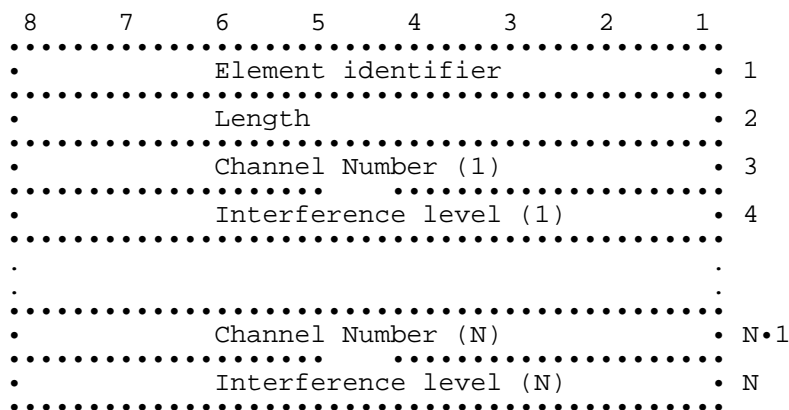 8 7 6 5 4 3 2 1
Element identifier 1
Length 2
Channel Number (1) 3
Interference level (1) 4
Channel Number (N) N•1
Interference level (N) N